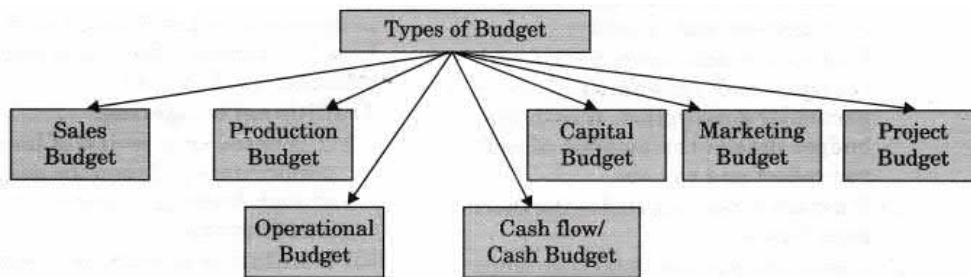 Types of Budget
Sales
Budget
Production
Budget
Capital
Budget
Marketing
Budget
Project
Budget
Operational
Budget
Cash flow/
Cash Budget